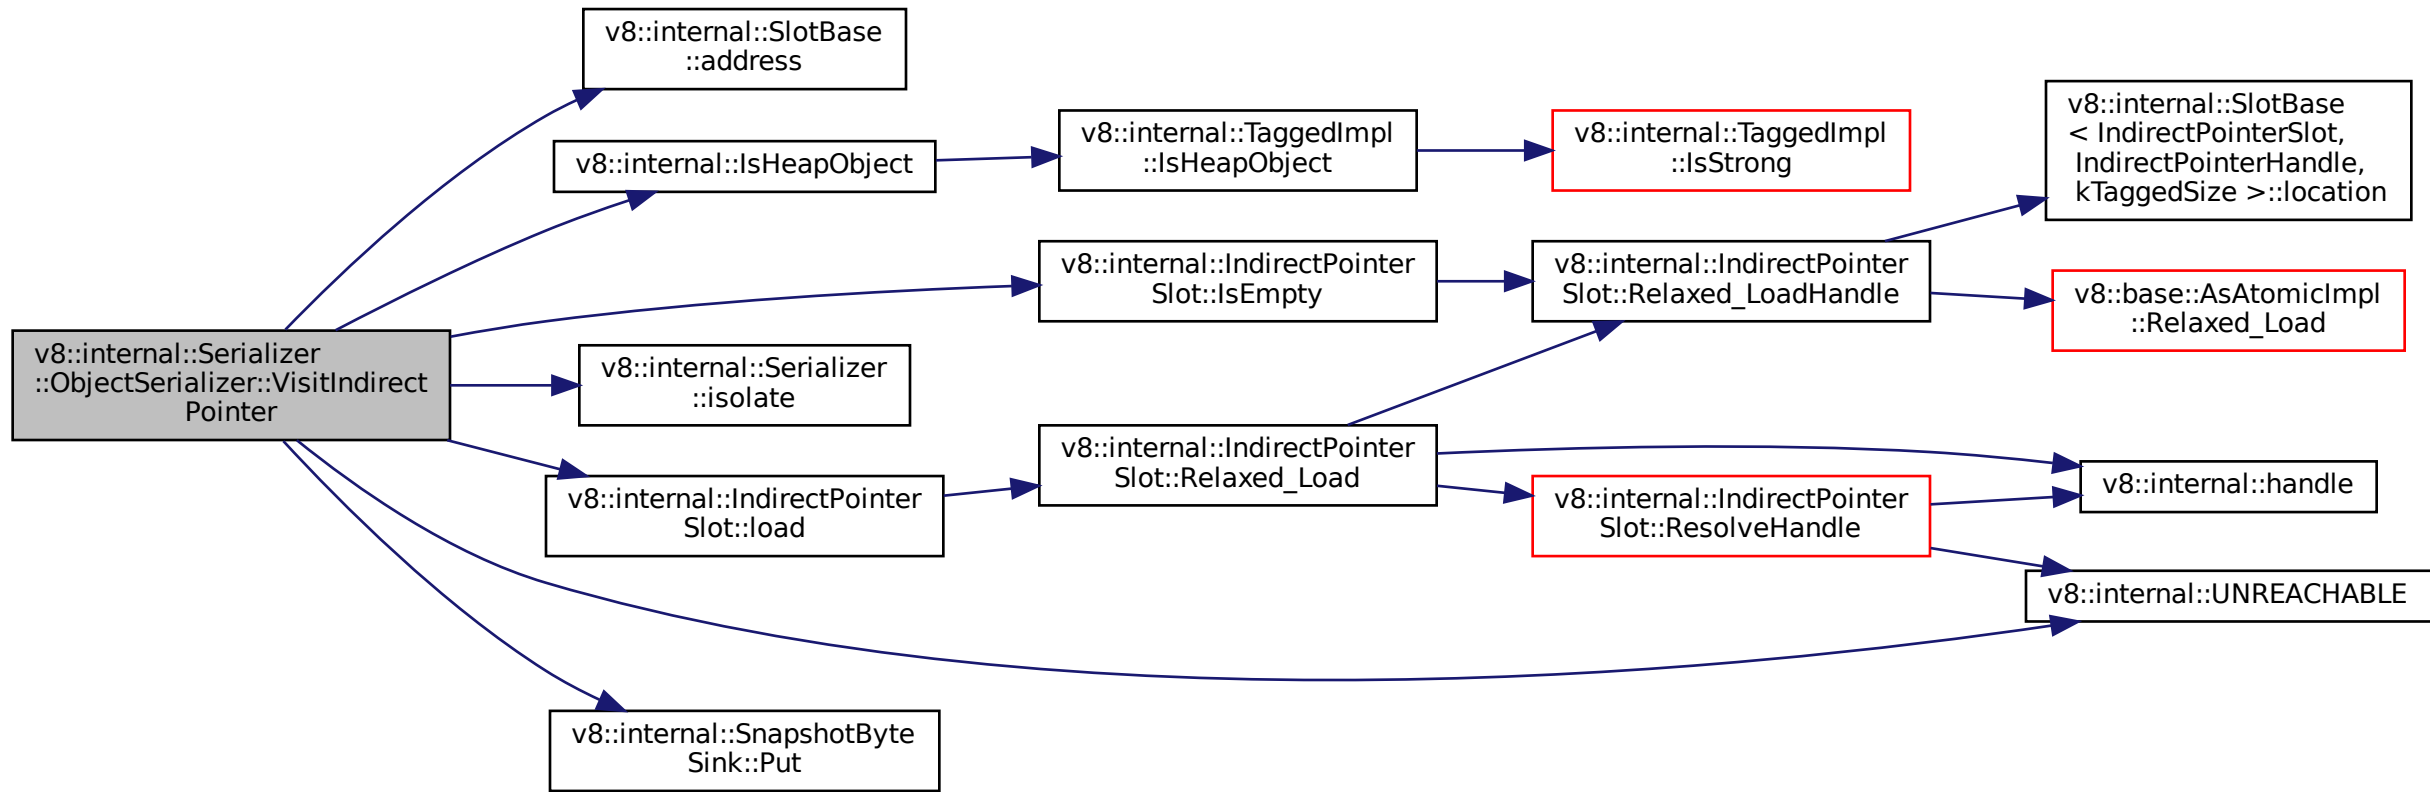 v8::internal::Serializer
::ObjectSerializer::VisitIndirect
Pointer
v8::internal::SlotBase
::address
v8::internal::IsHeapObject
v8::internal::TaggedImpl
::IsHeapObject
v8::internal::TaggedImpl
::IsStrong
v8::internal::IndirectPointer
Slot::IsEmpty
v8::internal::IndirectPointer
Slot::Relaxed_LoadHandle
v8::internal::SlotBase
< IndirectPointerSlot,
IndirectPointerHandle,
kTaggedSize >::location
v8::base::AsAtomicImpl
::Relaxed_Load
v8::internal::Serializer
::isolate
v8::internal::IndirectPointer
Slot::load
v8::internal::IndirectPointer
Slot::Relaxed_Load
v8::internal::IndirectPointer
Slot::ResolveHandle
v8::internal::handle
v8::internal::UNREACHABLE
v8::internal::SnapshotByte
Sink::Put